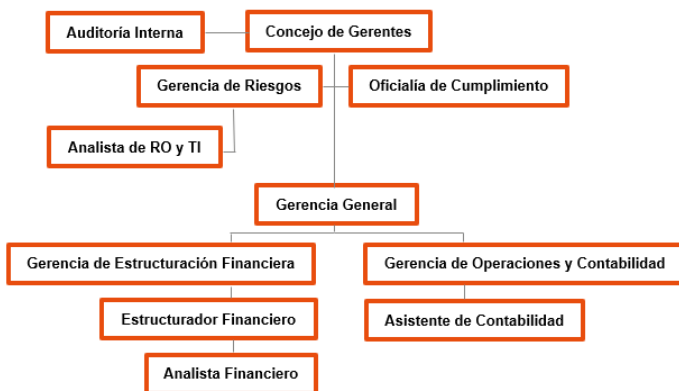 Auditoría Interna
Concejo de Gerentes
Gerencia de Riesgos
Oficialía de Cumplimiento
Analista de RO y TI
Gerencia General
Gerencia de Estructuración Financiera
Gerencia de Operaciones y Contabilidad
Estructurador Financiero
Asistente de Contabilidad
Analista Financiero